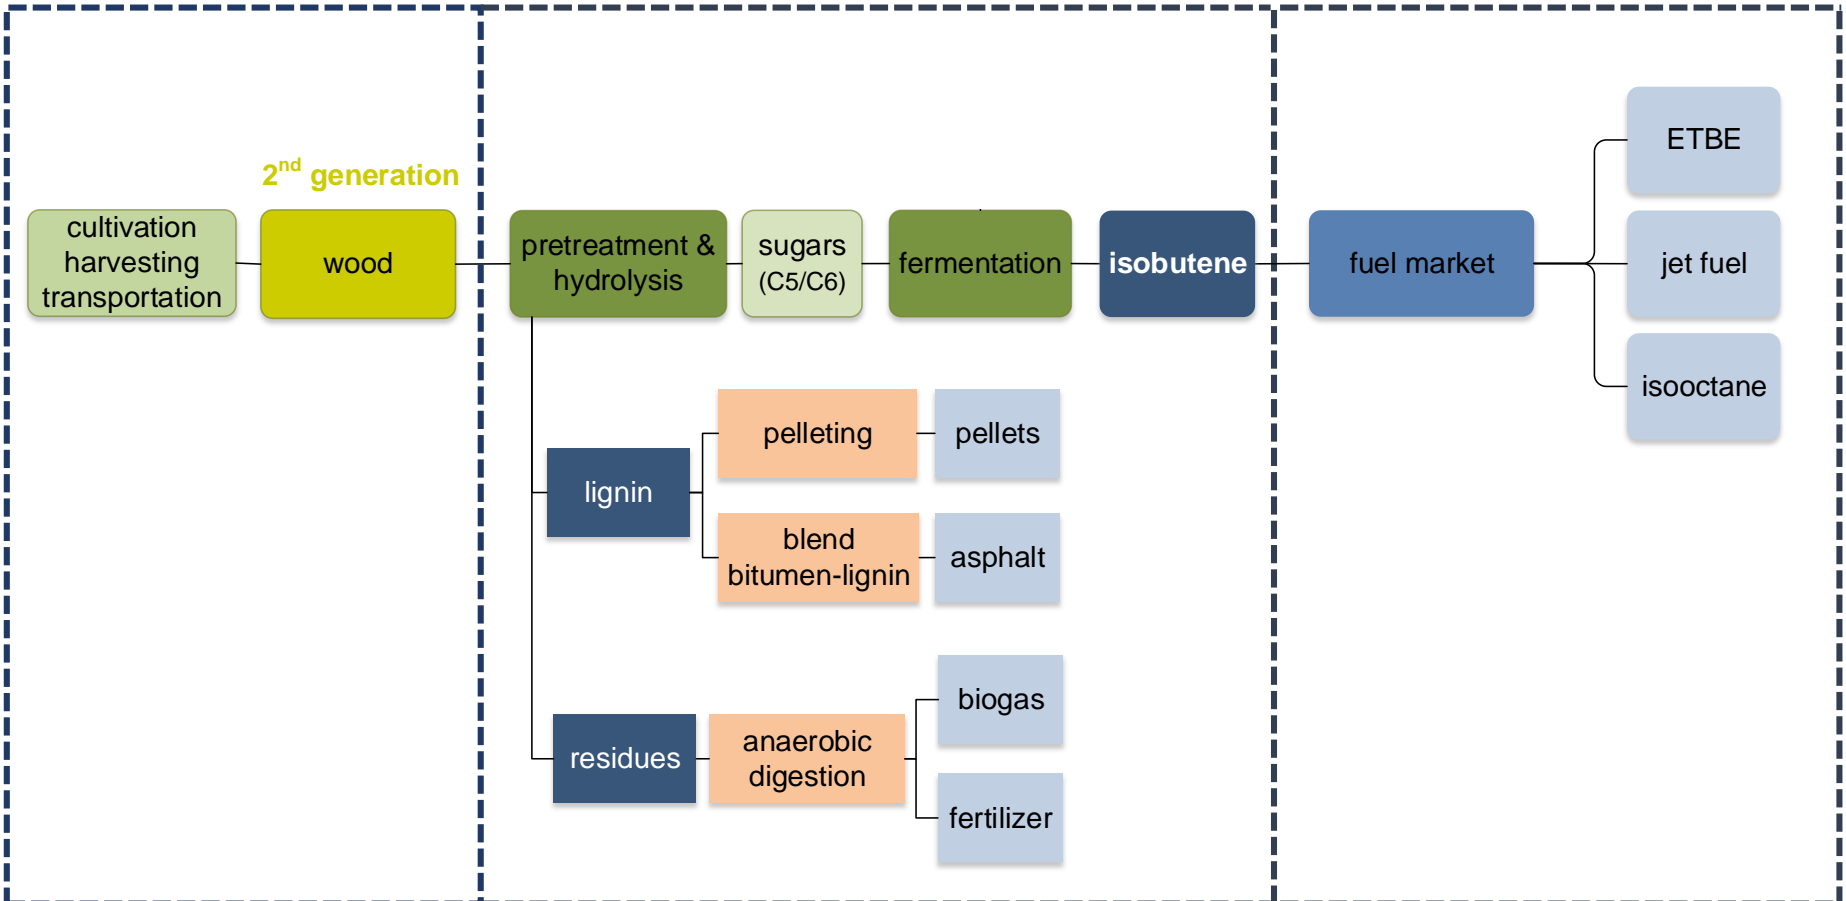 2nd generation
cultivation
harvesting
transportation
wood
pretreatment &
hydrolysis
sugars
(C5/C6)
fermentation
isobutene
fuel market
ETBE
jet fuel
isooctane
lignin
pelleting
pellets
blend
bitumen-lignin
asphalt
residues
anaerobic
digestion
biogas
fertilizer